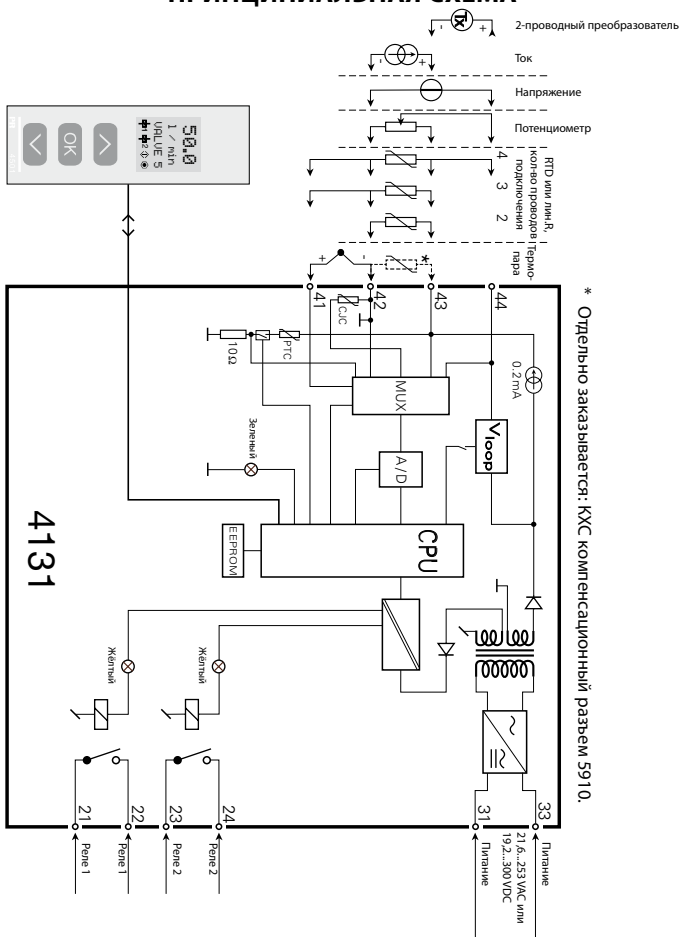 ПРИНЦИПИАЛЬНАЯ СХЕМА
Tx
- +
2-проводный преобразователь
- +
Ток
Напряжение
Потенциометр
RTD или лин.R,
кол-во проводов
подключения
4
3
2
Термо-
пара
+ - *
50.0
l / min
VALVE 5
1 2
OK
41
42
43
44
CJC
PTC
10Ω
0.2mA
MUX
Vloop
A/D
Зеленый
CPU
EEPROM
4131
Жёлтый
Жёлтый
21
22
23
24
31
33
Реле 1
Реле 1
Реле 2
Реле 2
Питание
Питание
21,6...253 VAC или
19,2...300 VDC
* Отдельно заказывается: КХС компенсационный разъем 5910.